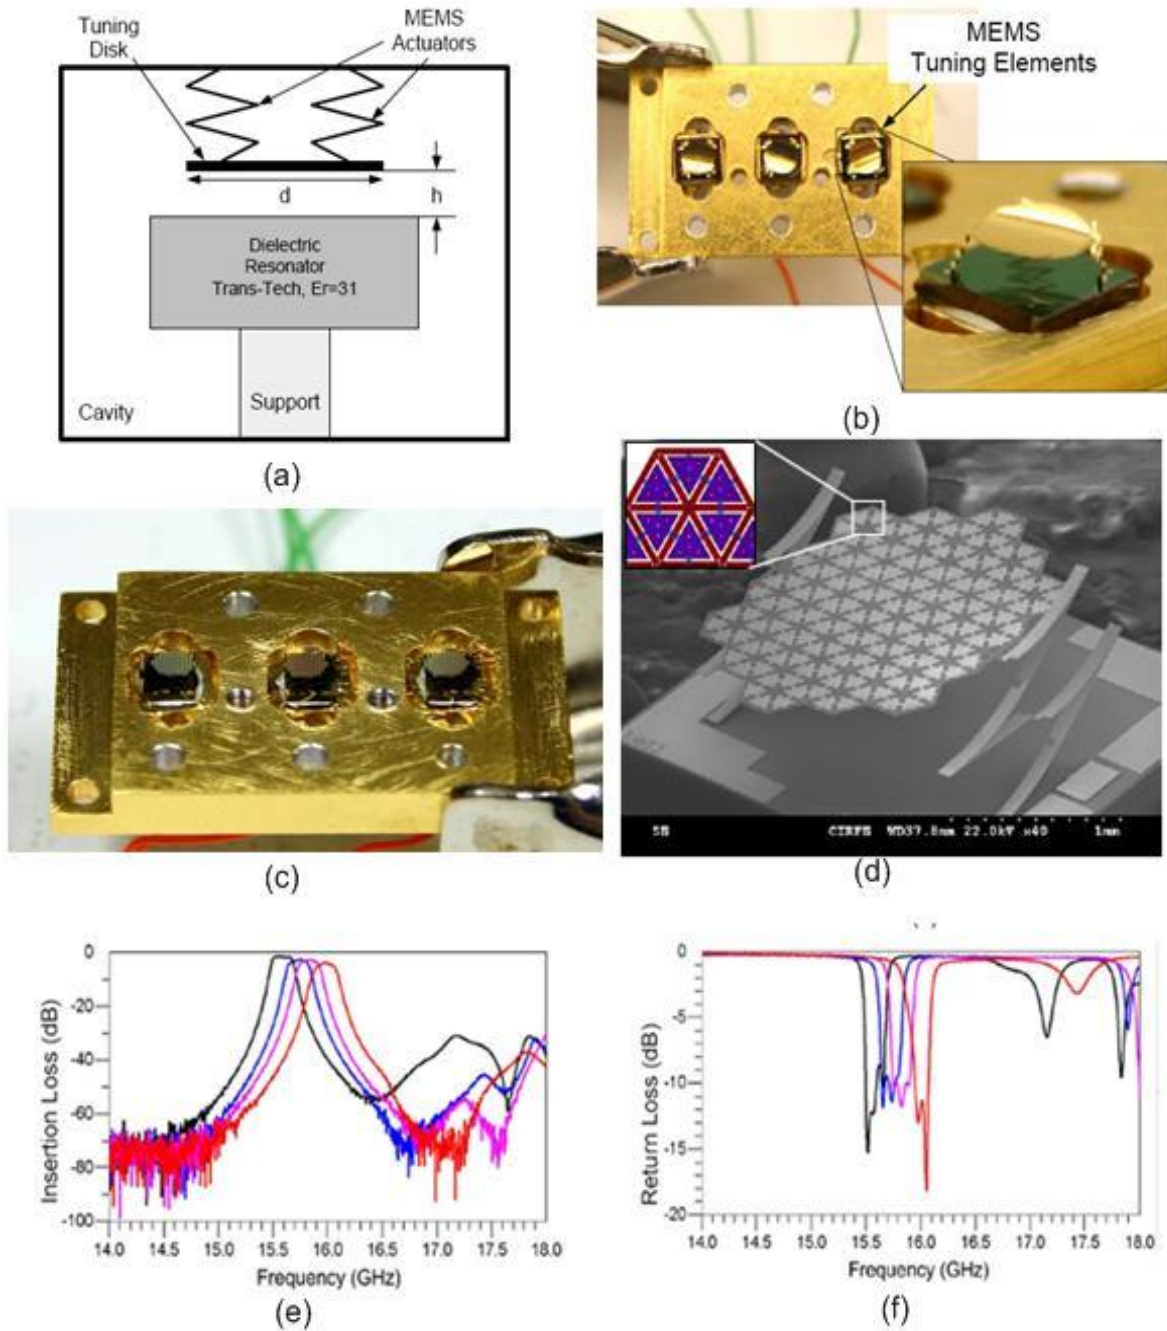 Tuning
Disk
MEMS
Actuators
d
h
Dielectric
Resonator
Trans-Tech, Er=31
Support
Cavity
(a)
MEMS
Tuning Elements
(b)
(c)
SE
WD37.8mm 22.0kV x40
1mm
(d)
Insertion Loss (dB)
0
-20
-40
-60
-80
-100
14.0 14.5 15.0 15.5 16.0 16.5 17.0 17.5 18.0
Frequency (GHz)
(e)
Return Loss (dB)
0
-5
-10
-15
-20
14.0 14.5 15.0 15.5 16.0 16.5 17.0 17.5 18.0
Frequency (GHz)
(f)